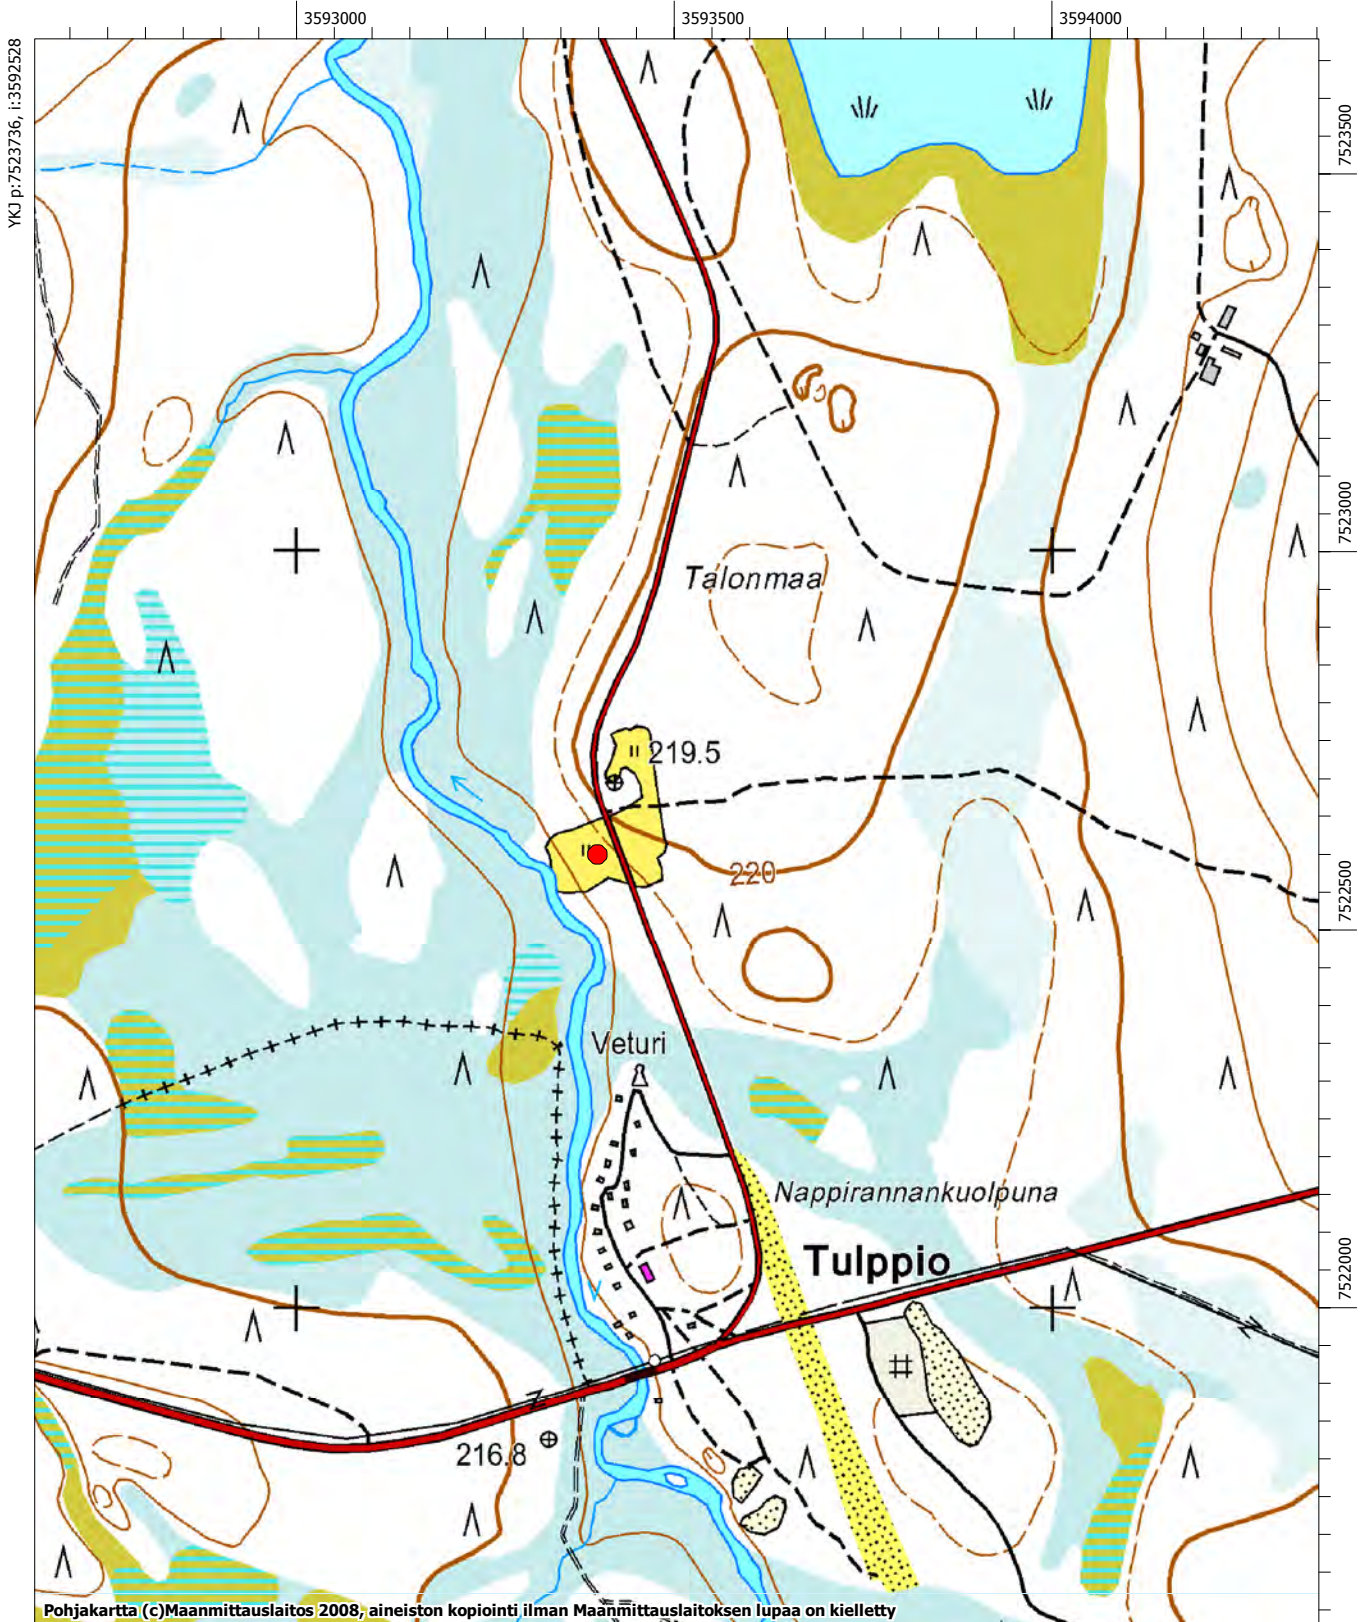 3593000
3593500
3594000
YKJ p:7523736, i:3592528
7523500
7523000
Talonmaa
219.5
220
7522500
Veturi
Nappirannankuolpuna
Tulppio
7522000
216.8
Pohjakartta (c)Maanmittauslaitos 2008, aineiston kopiointi ilman Maanmittauslaitoksen lupaa on kielletty